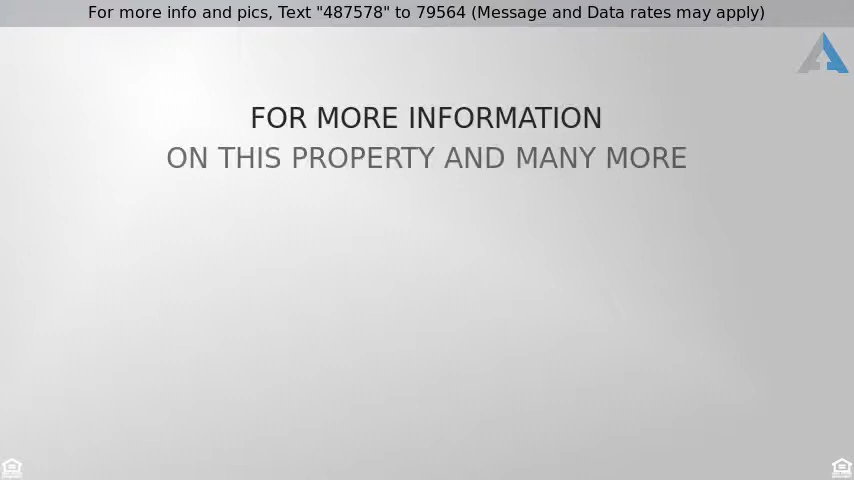 For more info and pics, Text "487578" to 79564 (Message and Data rates may apply)
FOR MORE INFORMATION
ON THIS PROPERTY AND MANY MORE